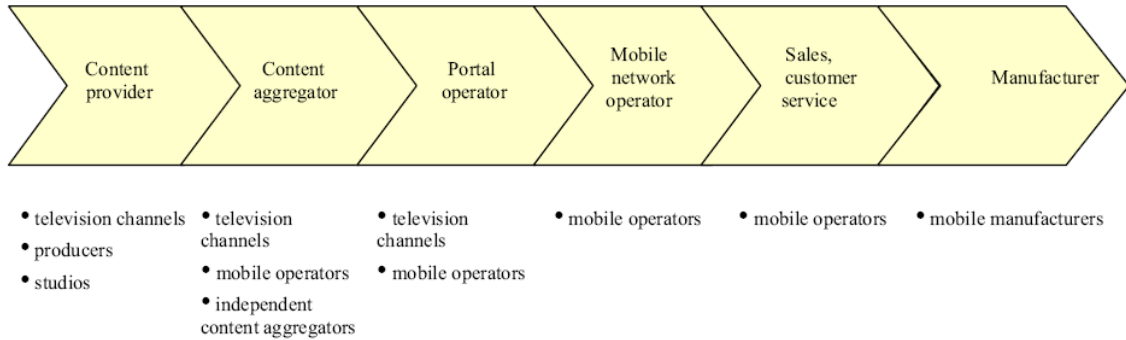 Content
provider
Content
aggregator
Portal
operator
Mobile
network
operator
Sales,
customer
service
Manufacturer
• television channels
• producers
• studios
• television
channels
• mobile operators
• independent
content aggregators
• television
channels
• mobile operators
• mobile operators
• mobile operators
• mobile manufacturers